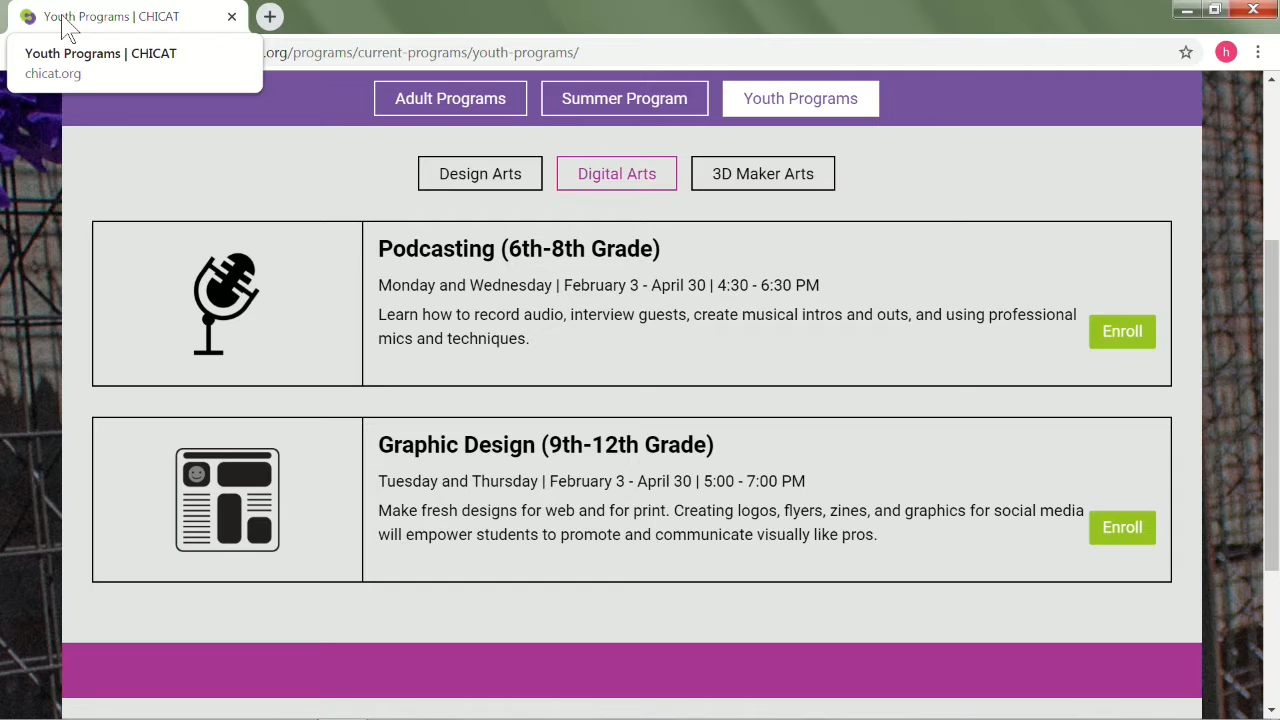 Youth Programs | CHICAT
Youth Programs | CHICAT
chicat.org
.org/programs/current-programs/youth-programs/
h
Adult Programs
Summer Program
Youth Programs
Design Arts
Digital Arts
3D Maker Arts
Podcasting (6th-8th Grade)
Monday and Wednesday | February 3 - April 30 | 4:30 - 6:30 PM
Learn how to record audio, interview guests, create musical intros and outs, and using professional
mics and techniques.
Enroll
Graphic Design (9th-12th Grade)
Tuesday and Thursday | February 3 - April 30 | 5:00 - 7:00 PM
Make fresh designs for web and for print. Creating logos, flyers, zines, and graphics for social media
will empower students to promote and communicate visually like pros.
Enroll